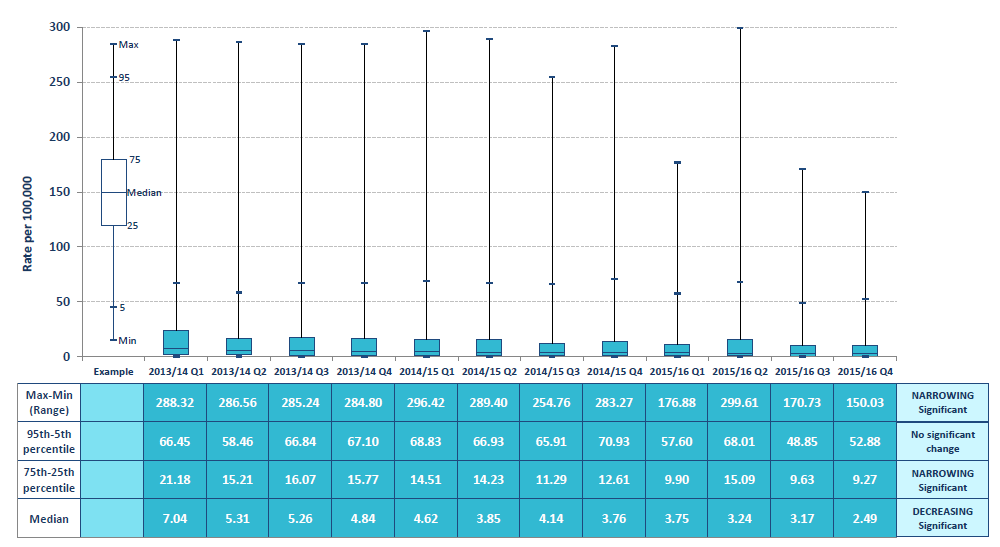 300
250
200
150
100
50
0
Rate per 100,000
Max
95
75
Median
25
5
Min
Example 2013/14 Q1 2013/14 Q2 2013/14 Q3 2013/14 Q4 2014/15 Q1 2014/15 Q2 2014/15 Q3 2014/15 Q4 2015/16 Q1 2015/16 Q2 2015/16 Q3 2015/16 Q4
Max-Min
(Range)
288.32 286.56 285.24 284.80 296.42 289.40 254.76 283.27 176.88 299.61 170.73 150.03
NARROWING
Significant
95th-5th
percentile
66.45 58.46 66.84 67.10 68.83 66.93 65.91 70.93 57.60 68.01 48.85 52.88
No significant
change
75th-25th
percentile
21.18 15.21 16.07 15.77 14.51 14.23 11.29 12.61 9.90 15.09 9.63 9.27
NARROWING
Significant
Median
7.04 5.31 5.26 4.84 4.62 3.85 4.14 3.76 3.75 3.24 3.17 2.49
DECREASING
Significant